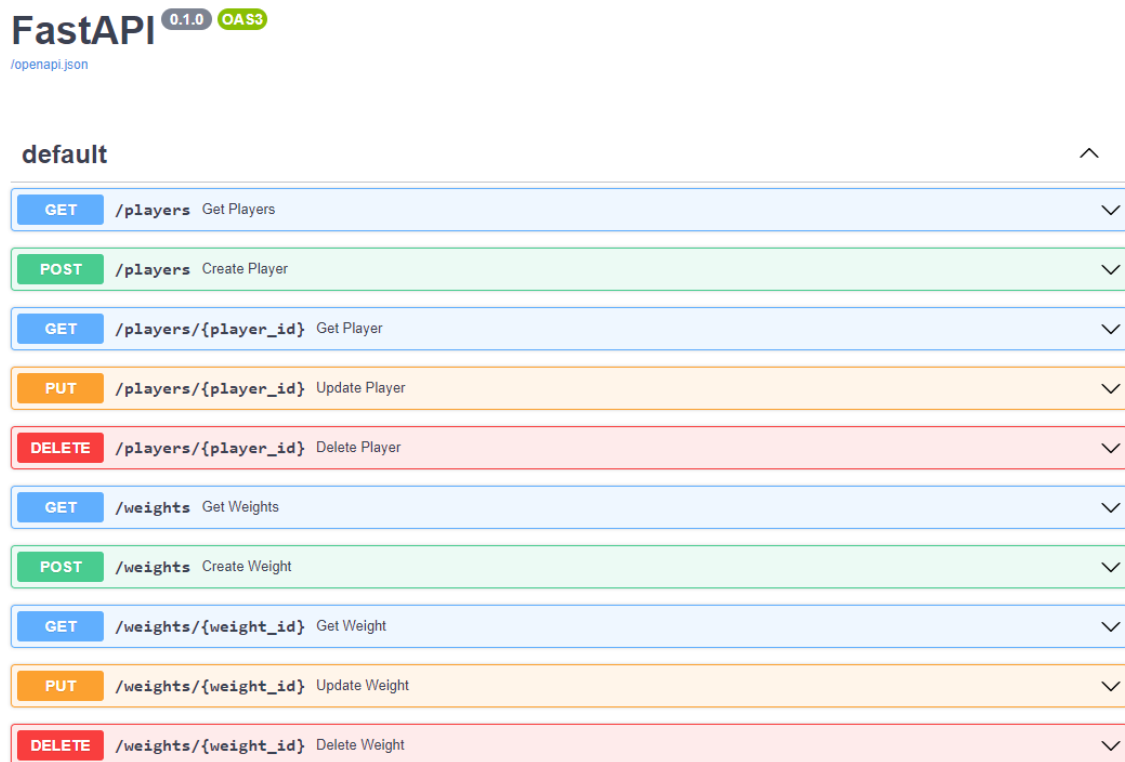 FastAPI 0.1.0 OAS3
/openapi.json
default
GET /players Get Players
POST /players Create Player
GET /players/{player_id} Get Player
PUT /players/{player_id} Update Player
DELETE /players/{player_id} Delete Player
GET /weights Get Weights
POST /weights Create Weight
GET /weights/{weight_id} Get Weight
PUT /weights/{weight_id} Update Weight
DELETE /weights/{weight_id} Delete Weight